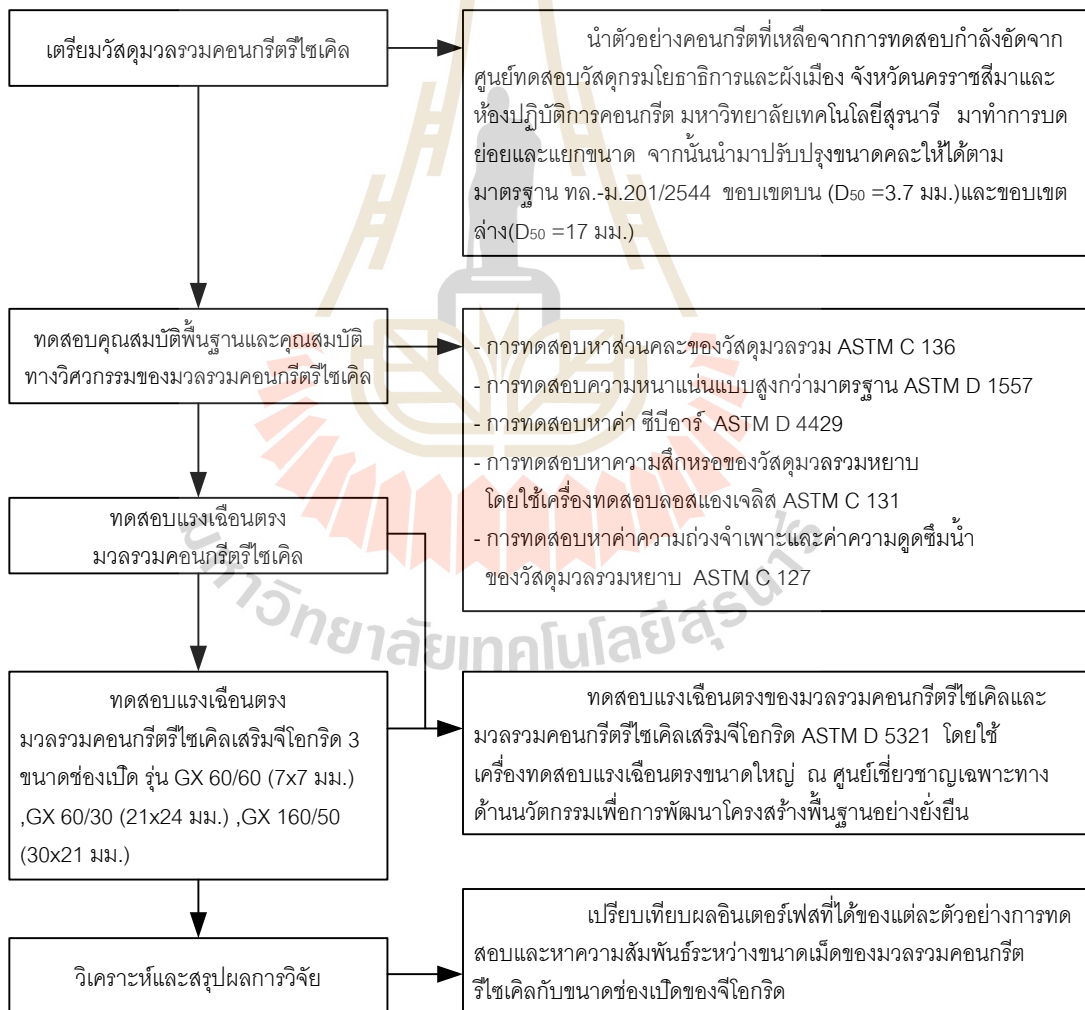 เตรียมวัสดุมวลรวมคอนกรีตรีไซเคิล
นำตัวอย่างคอนกรีตที่เหลือจากการทดสอบกำลังอัดจาก
ศูนย์ทดสอบวัสดุกรมโยธาธิการและผังเมือง จังหวัดนครราชสีมาและ
ห้องปฏิบัติการคอนกรีต มหาวิทยาลัยเทคโนโลยีสุรนารี มาทำการบด
ย่อยและแยกขนาด จากนั้นนำมาปรับปรุงขนาดคละให้ได้ตาม
มาตรฐาน ทล.-ม.201/2544 ขอบเขตบน (D₅₀ =3.7 มม.)และขอบเขต
ล่าง(D₅₀ =17 มม.)
ทดสอบคุณสมบัติพื้นฐานและคุณสมบัติ
ทางวิศวกรรมของมวลรวมคอนกรีตรีไซเคิล
- การทดสอบหาส่วนคละของวัสดุมวลรวม ASTM C 136
- การทดสอบความหนาแน่นแบบสูงกว่ามาตรฐาน ASTM D 1557
- การทดสอบหาค่า ซีบีอาร์ ASTM D 4429
- การทดสอบหาความสึกหรอของวัสดุมวลรวมหยาบ
โดยใช้เครื่องทดสอบลอสแองเจลิส ASTM C 131
- การทดสอบหาค่าความถ่วงจำเพาะและค่าความดูดซึมน้ำ
ของวัสดุมวลรวมหยาบ ASTM C 127
ทดสอบแรงเฉือนตรง
มวลรวมคอนกรีตรีไซเคิล
มหาวิทยาลัยเทคโนโลยีสุรนารี
ทดสอบแรงเฉือนตรง
มวลรวมคอนกรีตรีไซเคิลเสริมจีโอกริด 3
ขนาดช่องเปิด รุ่น GX 60/60 (7x7 มม.)
,GX 60/30 (21x24 มม.) ,GX 160/50
(30x21 มม.)
ทดสอบแรงเฉือนตรงของมวลรวมคอนกรีตรีไซเคิลและ
มวลรวมคอนกรีตรีไซเคิลเสริมจีโอกริด ASTM D 5321 โดยใช้
เครื่องทดสอบแรงเฉือนตรงขนาดใหญ่ ณ ศูนย์เชี่ยวชาญเฉพาะทาง
ด้านนวัตกรรมเพื่อการพัฒนาโครงสร้างพื้นฐานอย่างยั่งยืน
วิเคราะห์และสรุปผลการวิจัย
เปรียบเทียบผลอินเตอร์เฟสที่ได้ของแต่ละตัวอย่างการทด
สอบและหาความสัมพันธ์ระหว่างขนาดเม็ดของมวลรวมคอนกรีต
รีไซเคิลกับขนาดช่องเปิดของจีโอกริด